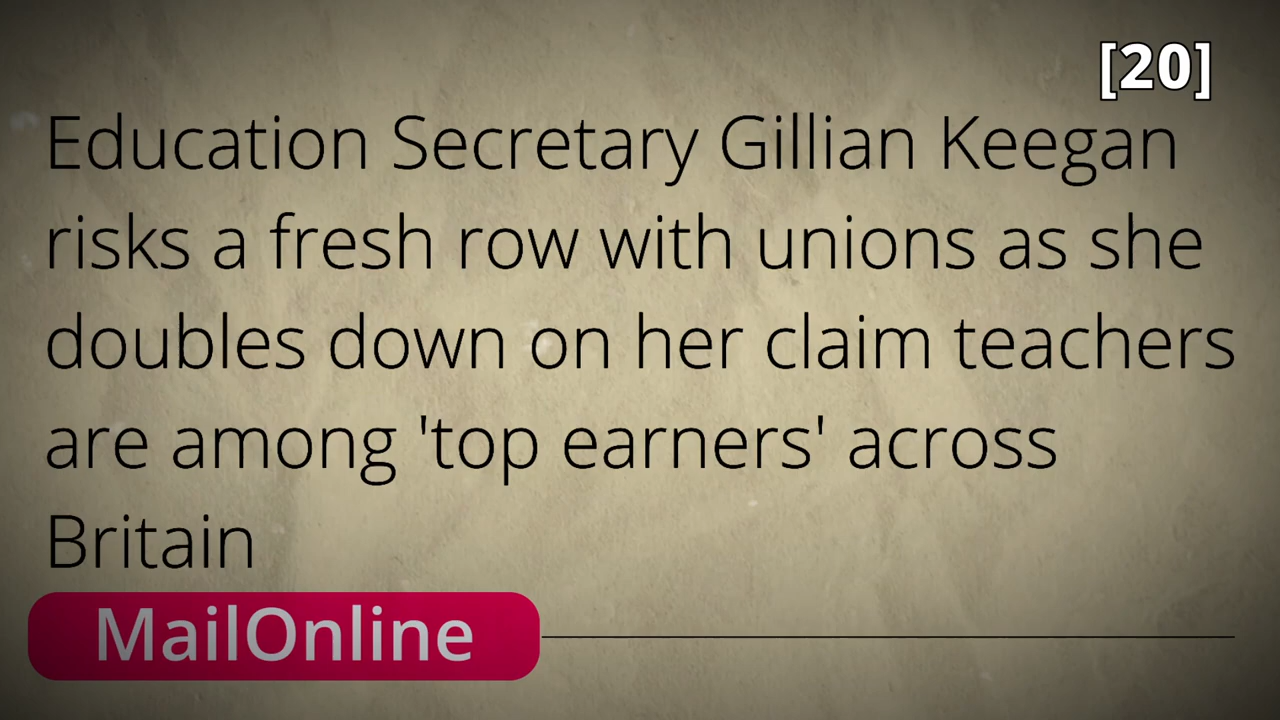 [20]
Education Secretary Gillian Keegan
risks a fresh row with unions as she
doubles down on her claim teachers
are among 'top earners' across
Britain
MailOnline